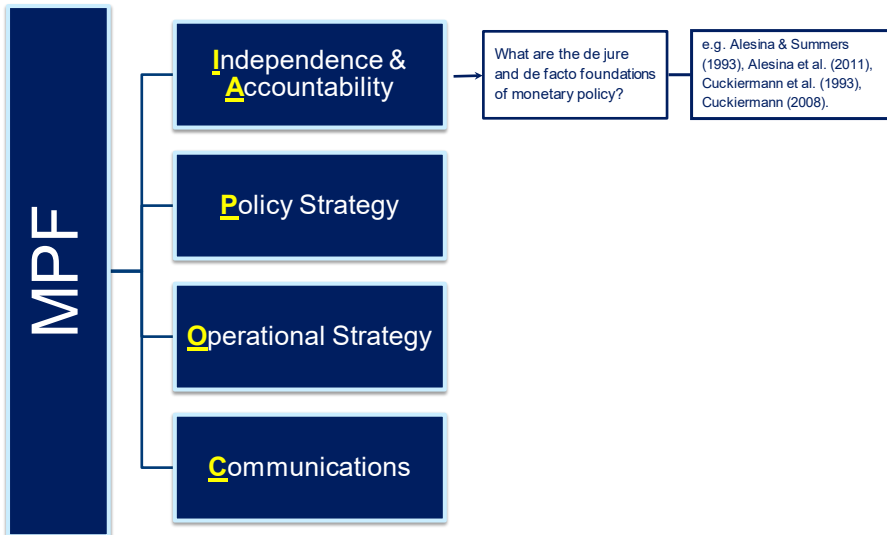 MPF
Independence &
Accountability
What are the de jure
and de facto foundations
of monetary policy?
e.g. Alesina & Summers
(1993), Alesina et al. (2011),
Cuckiermann et al. (1993),
Cuckiermann (2008).
Policy Strategy
Operational Strategy
Communications